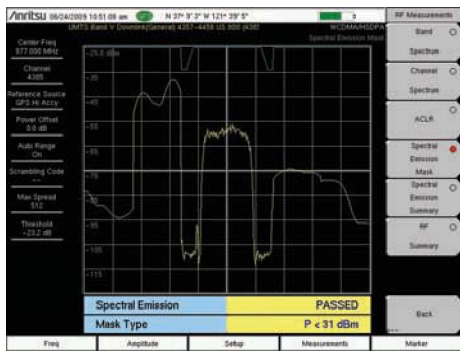 Anritsu 06/24/2009 10:51:08 am N 37° 9' 3" W 121° 39' 5" WCDMA/HSDPA
UMTS Band V Downlink(General) 4357-4458 US 800 (438) Spectral Emission Mask
Center Freq
877.000 MHz
Channel
4385
Reference Source
GPS Hi Accy
Power Offset
0.0 dB
Auto Range
On
Scrambling Code
--
Max Spread
512
Threshold
-23.2 dB
-25.0 dBm
-35
-45
-55
-65
-75
-85
-95
-105
-115
Spectral Emission PASSED
Mask Type P < 31 dBm
RF Measurements
Band
Spectrum
Channel
Spectrum
ACLR
Spectral
Emission
Mask
Spectral
Emission
Summary
RF
Summary
Back
Freq Amplitude Setup Measurements Marker